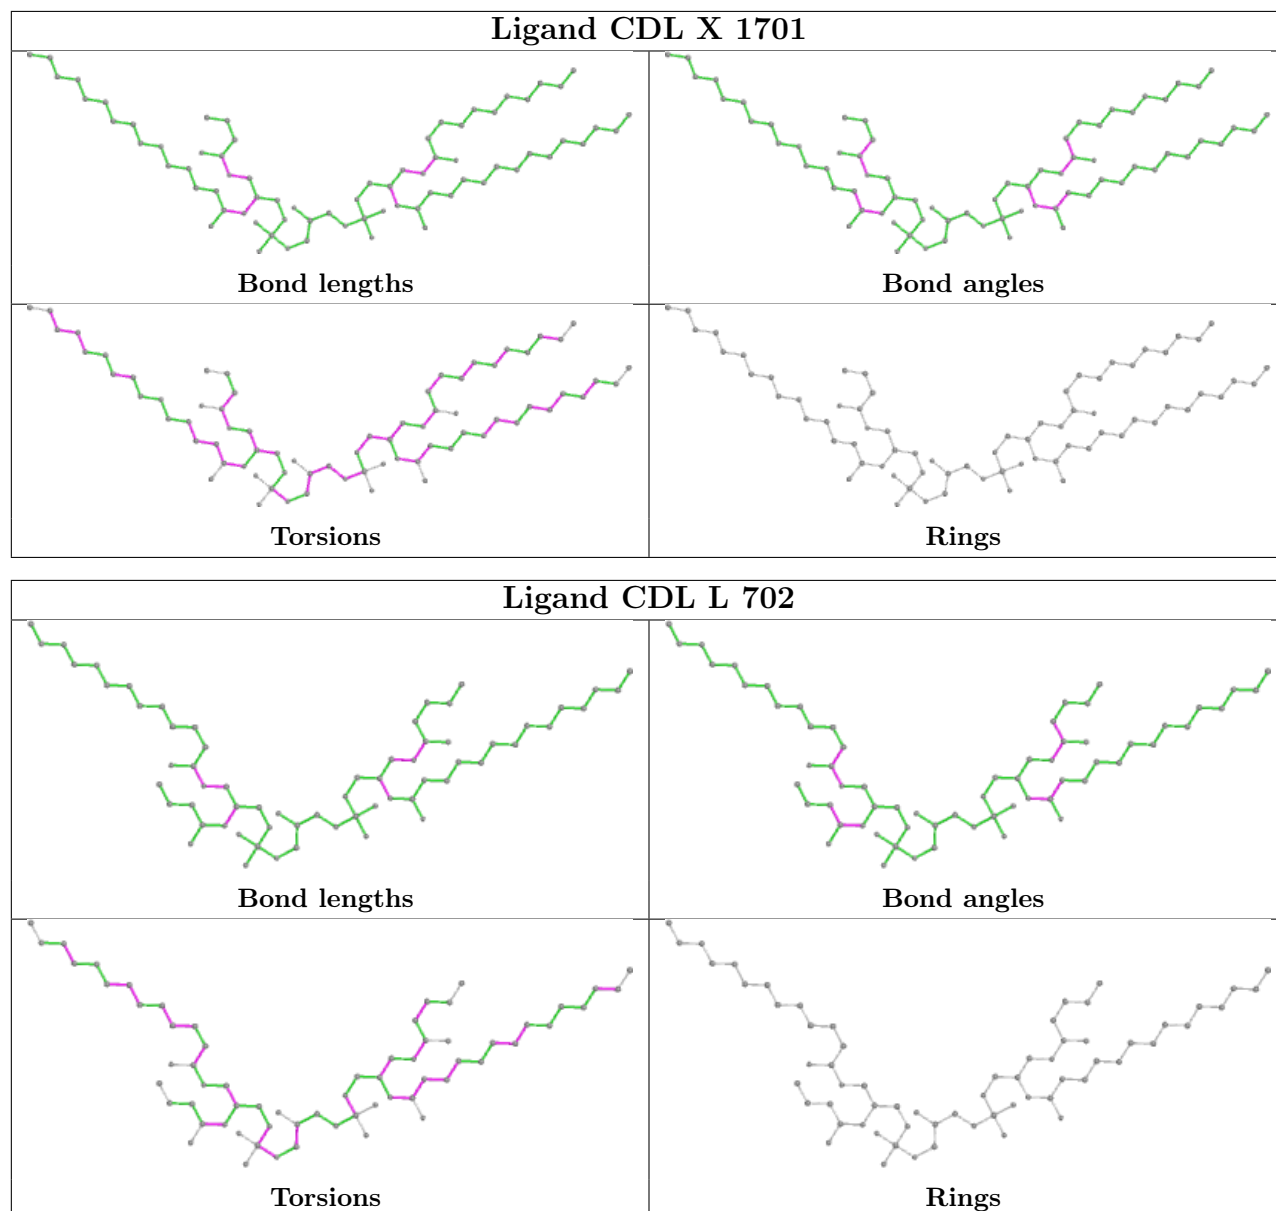 Ligand CDL X 1701
Bond lengths
Bond angles
Torsions
Rings
Ligand CDL L 702
Bond lengths
Bond angles
Torsions
Rings